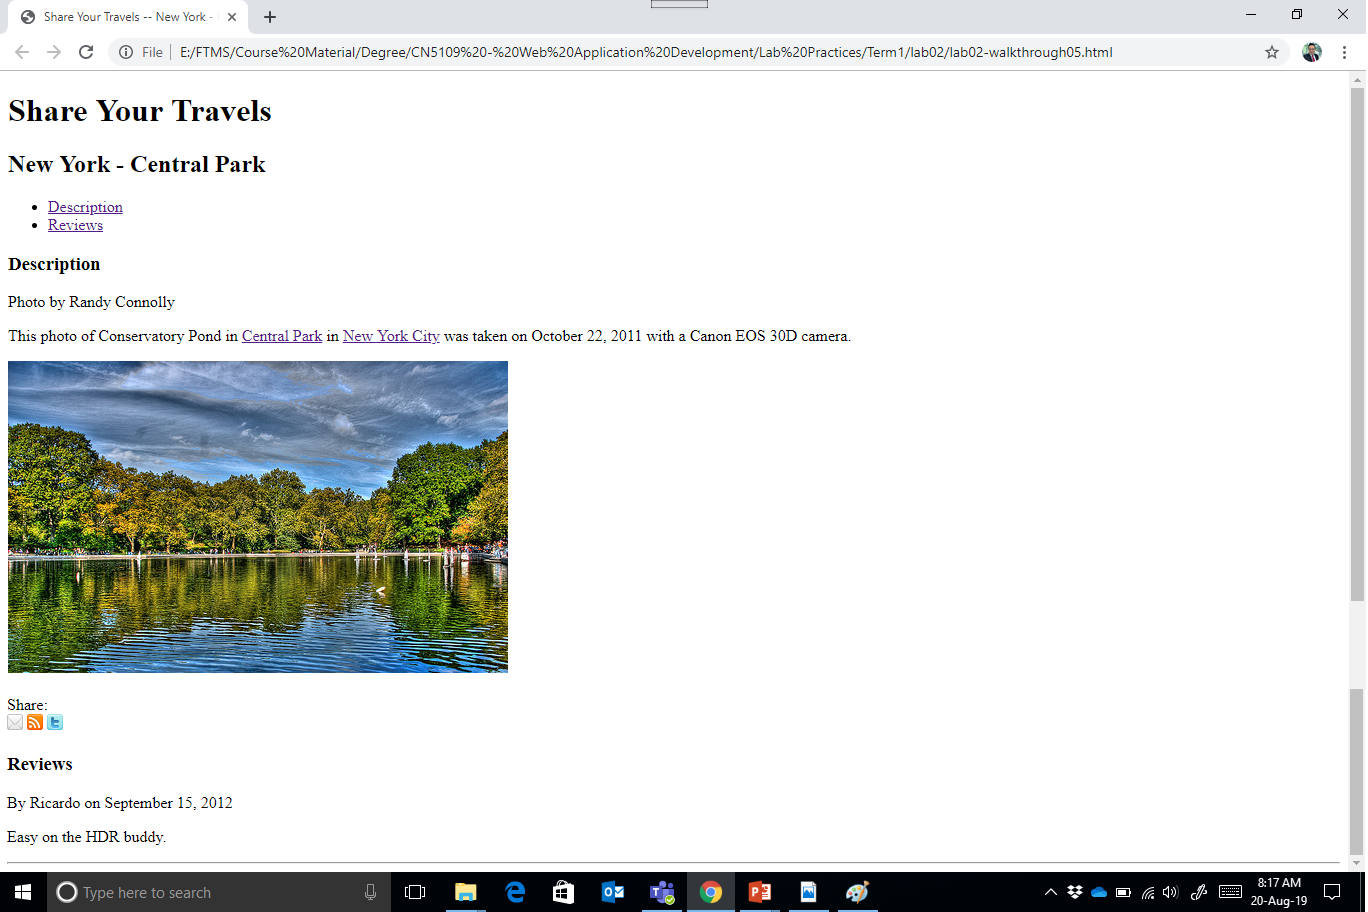 Share Your Travels -- New York -
File E:/FTMS/Course%20Material/Degree/CN5109%20-%20Web%20Application%20Development/Lab%20Practices/Term1/lab02/lab02-walkthrough05.html
Share Your Travels
New York - Central Park
Description
Reviews
Description
Photo by Randy Connolly
This photo of Conservatory Pond in Central Park in New York City was taken on October 22, 2011 with a Canon EOS 30D camera.
Share:
Reviews
By Ricardo on September 15, 2012
Easy on the HDR buddy.
Type here to search
8:17 AM
20-Aug-19